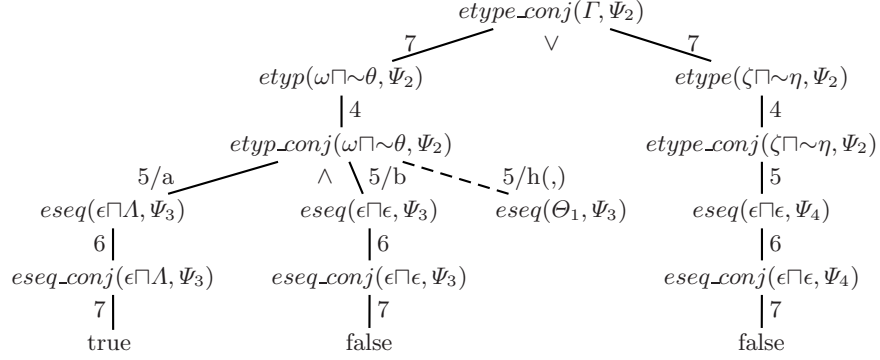 etype_conj(Γ, Ψ₂)
7 ∨ 7
etyp(ω⊓∼θ, Ψ₂) etype(ζ⊓∼η, Ψ₂)
4 4
etyp_conj(ω⊓∼θ, Ψ₂) etype_conj(ζ⊓∼η, Ψ₂)
5/a ∧ 5/b 5/h(,) 5
eseq(ϵ⊓Λ, Ψ₃) eseq(ϵ⊓ϵ, Ψ₃) eseq(Θ₁, Ψ₃) eseq(ϵ⊓ϵ, Ψ₄)
6 6 6
eseq_conj(ϵ⊓Λ, Ψ₃) eseq_conj(ϵ⊓ϵ, Ψ₃) eseq_conj(ϵ⊓ϵ, Ψ₄)
7 7 7
true false false